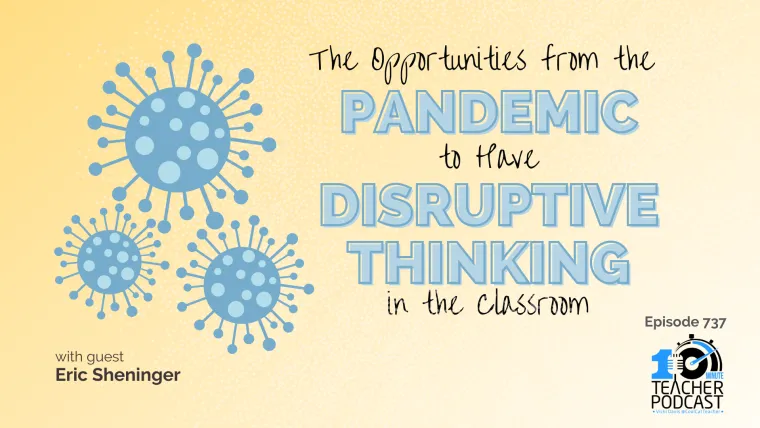 The Opportunities from the
PANDEMIC
to Have
DISRUPTIVE
THINKING
in the Classroom
with guest
Eric Sheninger
Episode 737
10
MINUTE
TEACHER
PODCAST